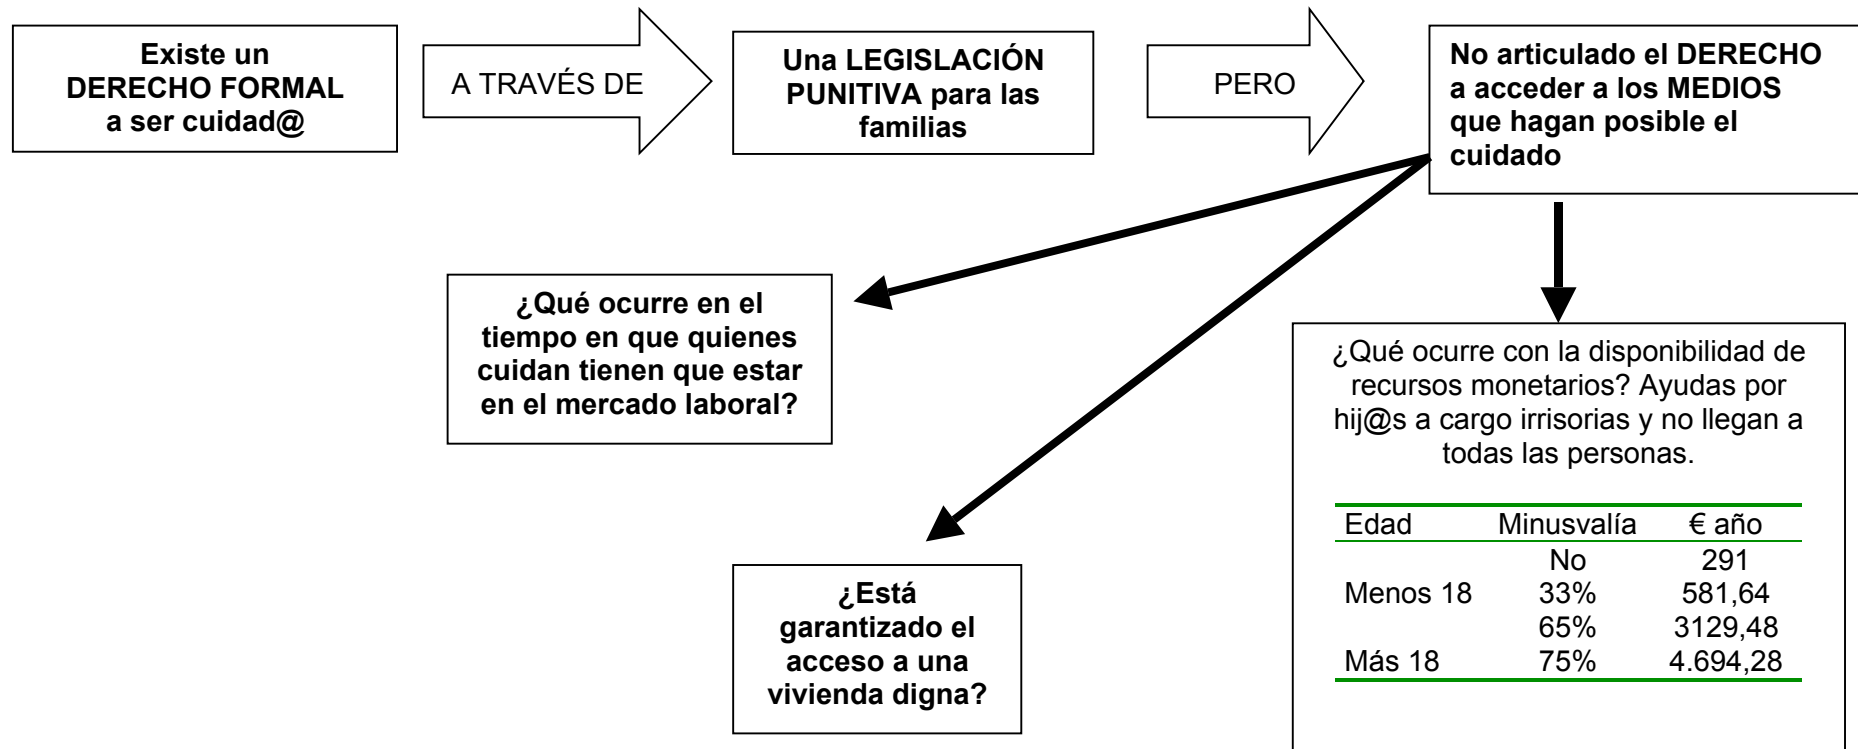 Existe un
DERECHO FORMAL
a ser cuidad@
A TRAVÉS DE
Una LEGISLACIÓN
PUNITIVA para las
familias
PERO
No articulado el DERECHO
a acceder a los MEDIOS
que hagan posible el
cuidado
¿Qué ocurre en el
tiempo en que quienes
cuidan tienen que estar
en el mercado laboral?
¿Está
garantizado el
acceso a una
vivienda digna?
¿Qué ocurre con la disponibilidad de
recursos monetarios? Ayudas por
hij@s a cargo irrisorias y no llegan a
todas las personas.
Edad Minusvalía € año
No 291
Menos 18 33% 581,64
65% 3129,48
Más 18 75% 4.694,28